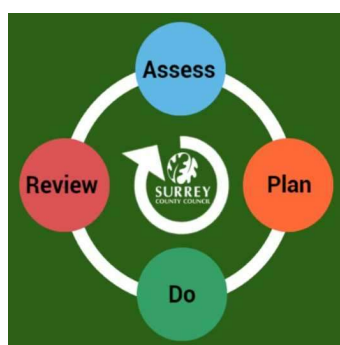 Assess
Review
SURREY
COUNTY COUNCIL
Plan
Do